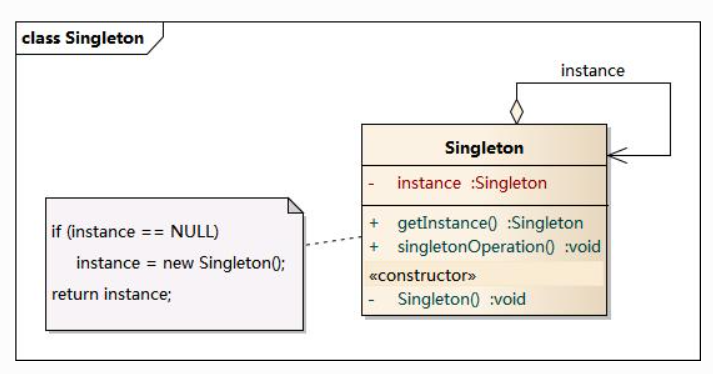 class Singleton
instance
Singleton
- instance :Singleton
+ getInstance() :Singleton
+ singletonOperation() :void
«constructor»
- Singleton() :void
if (instance == NULL)
instance = new Singleton();
return instance;